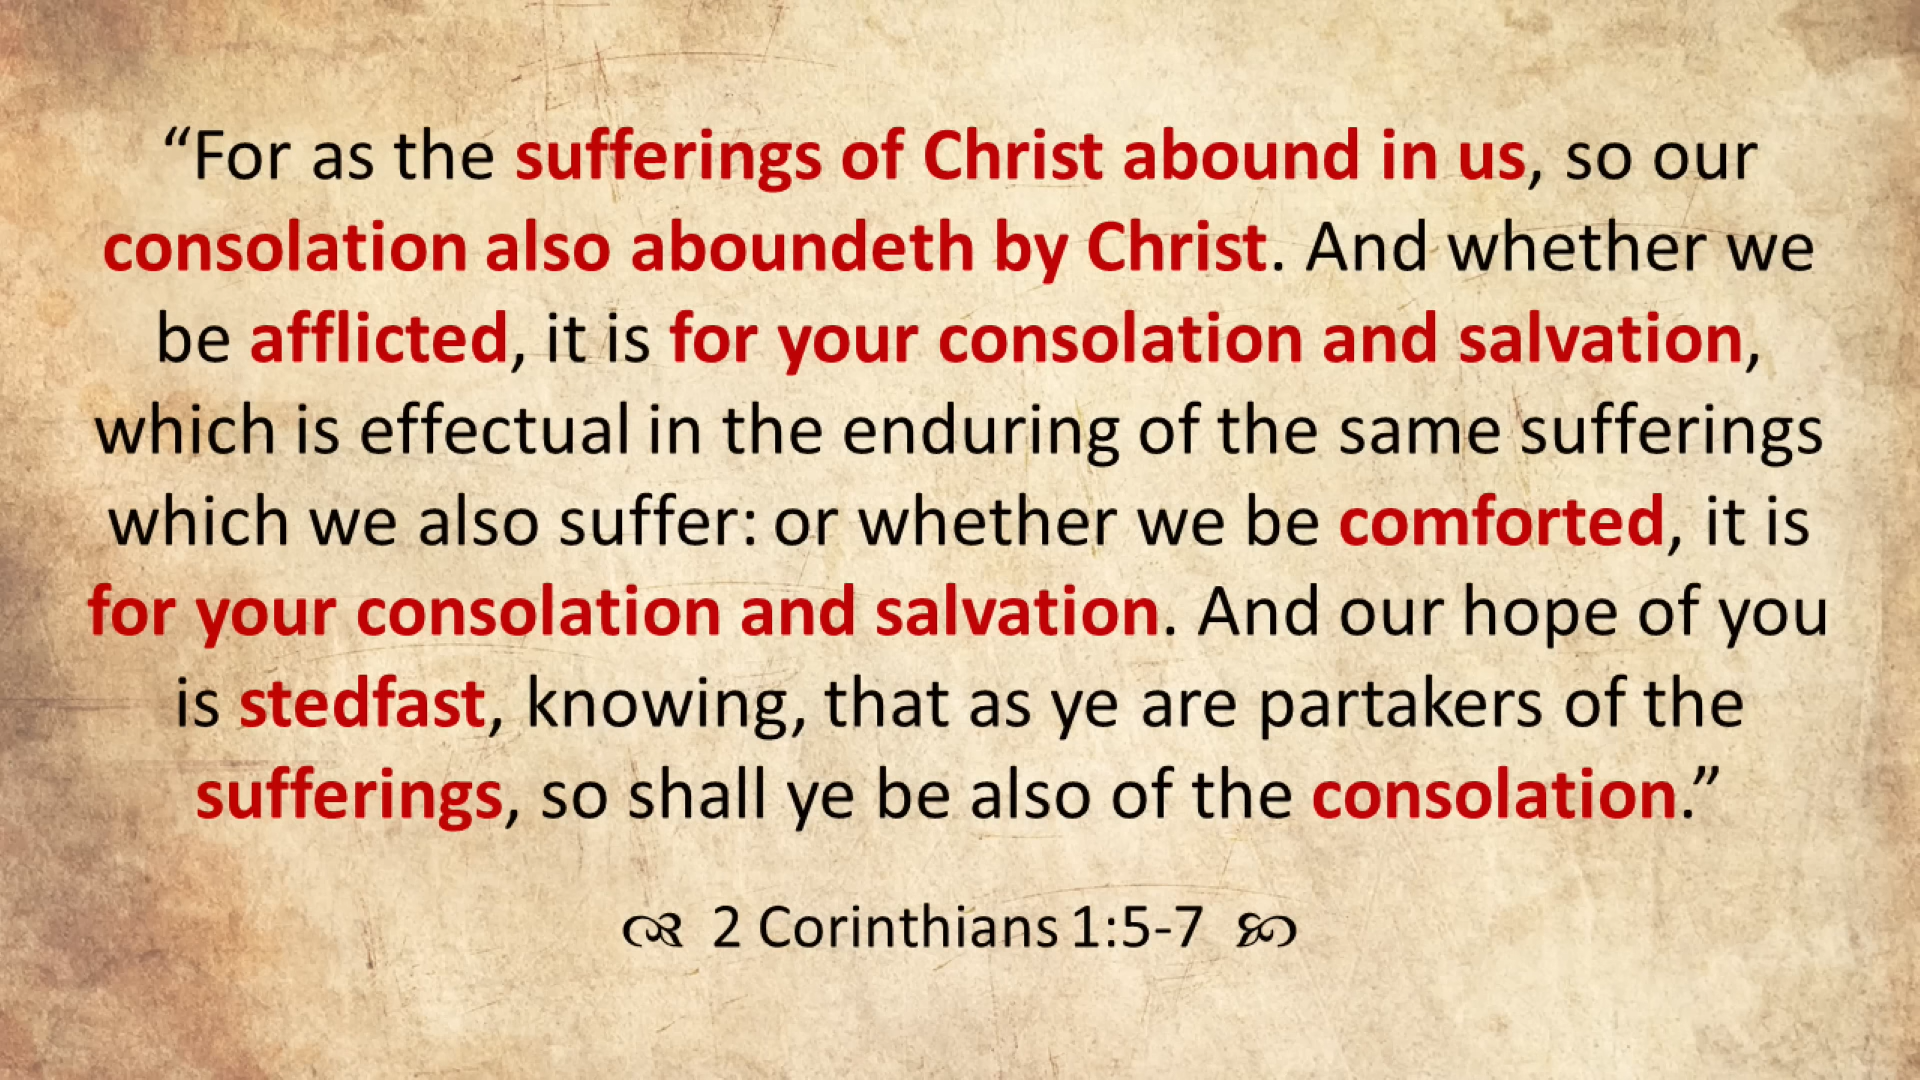 “For as the sufferings of Christ abound in us, so our
consolation also aboundeth by Christ. And whether we
be afflicted, it is for your consolation and salvation,
which is effectual in the enduring of the same sufferings
which we also suffer: or whether we be comforted, it is
for your consolation and salvation. And our hope of you
is stedfast, knowing, that as ye are partakers of the
sufferings, so shall ye be also of the consolation.”
2 Corinthians 1:5-7